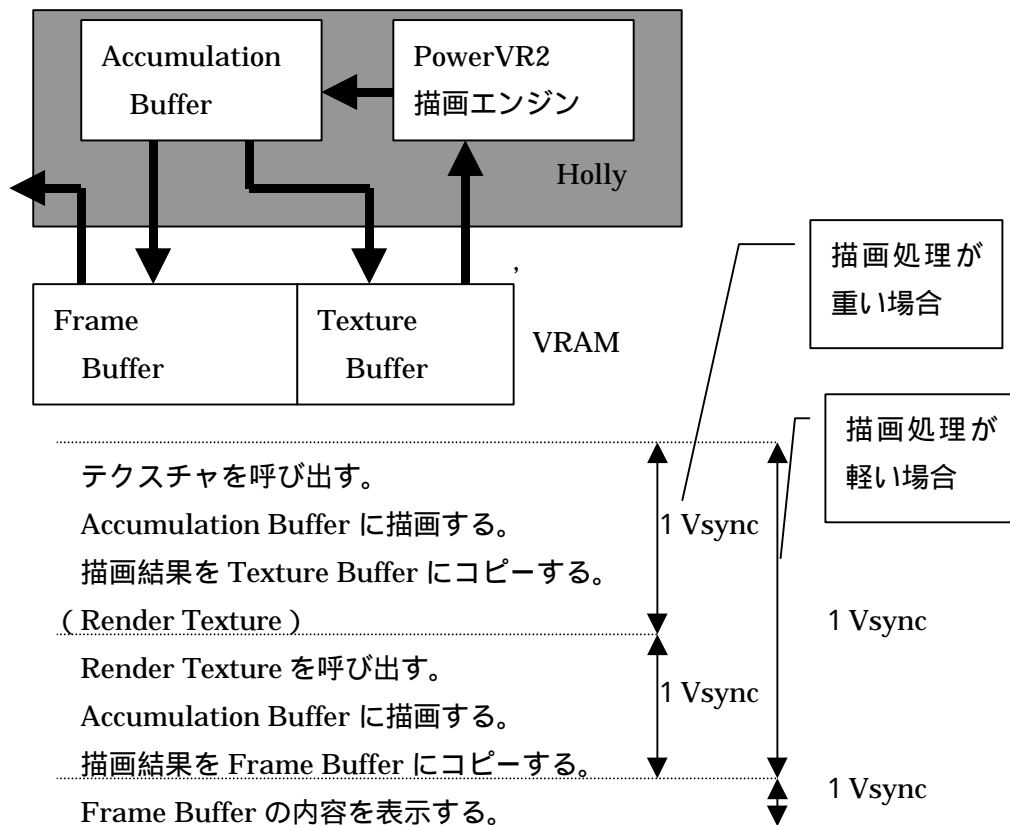 Accumulation
Buffer
PowerVR2
描画エンジン
Holly
,
Frame
Buffer
Texture
Buffer
VRAM
描画処理が
重い場合
描画処理が
軽い場合
テクスチャを呼び出す。
Accumulation Buffer に描画する。
描画結果を Texture Buffer にコピーする。
( Render Texture )
1 Vsync
1 Vsync
Render Texture を呼び出す。
Accumulation Buffer に描画する。
描画結果を Frame Buffer にコピーする。
1 Vsync
Frame Buffer の内容を表示する。
1 Vsync